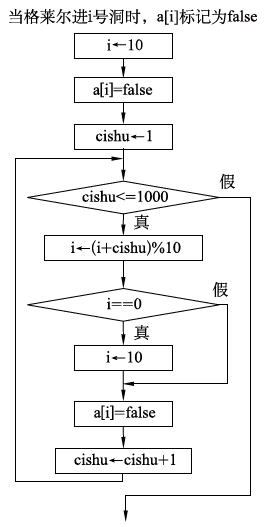 当格莱尔进i号洞时，a[i]标记为false
i←10
a[i]=false
cishu←1
cishu<=1000
假
真
i←(i+cishu)%10
i==0
假
真
i←10
a[i]=false
cishu←cishu+1